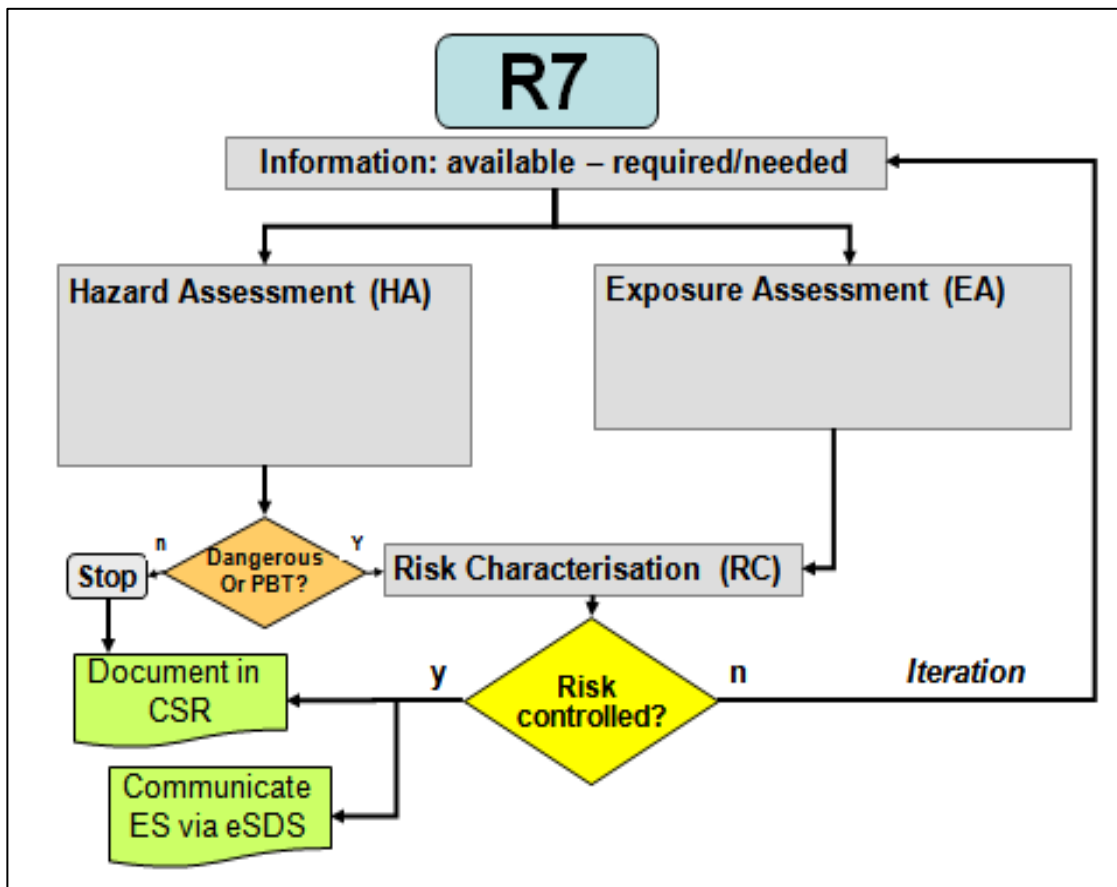 R7
Information: available – required/needed
Hazard Assessment (HA)
Exposure Assessment (EA)
n
Dangerous
Or PBT?
Y
Stop
Risk Characterisation (RC)
Document in
CSR
y
Risk
controlled?
n
Iteration
Communicate
ES via eSDS